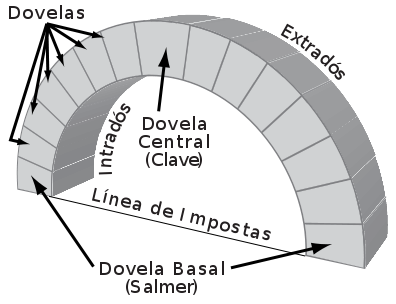 Dovelas
Extradós
Dovela
Central
(Clave)
Intradós
Línea de Impostas
Dovela Basal
(Salmer)